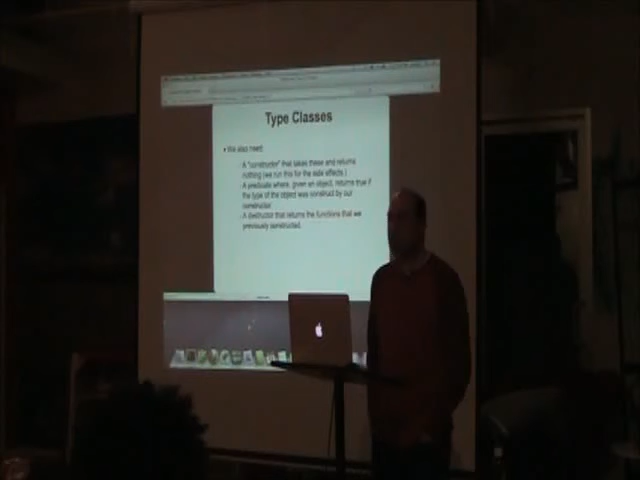 Type Classes
• We also need:
A "constructor" that takes these and returns
nothing (we run this for the side effects.)
A predicate where, given an object, returns true if
the type of the object was construct by our
constructor.
A destructor that returns the functions that we
previously constructed.